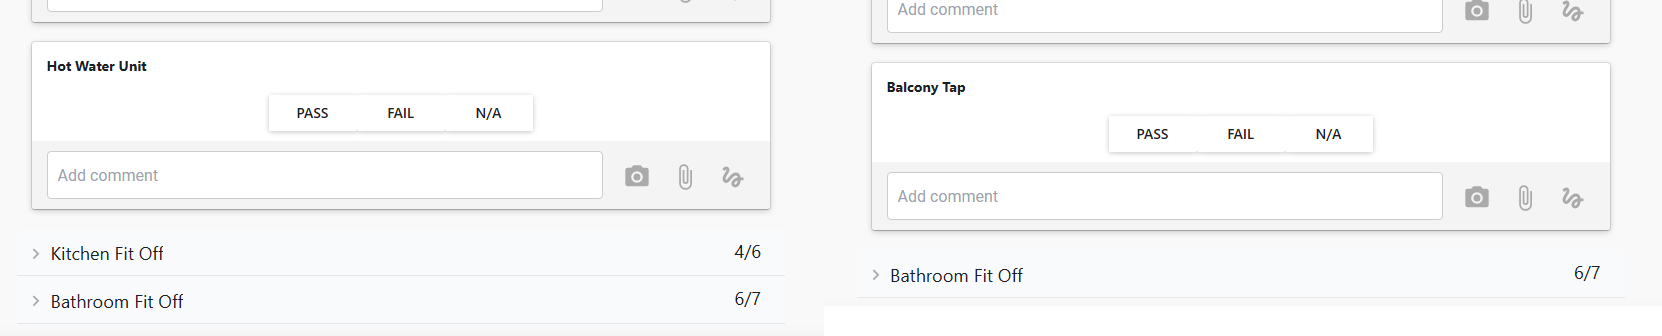 Hot Water Unit
PASS FAIL N/A
Add comment
Kitchen Fit Off 4/6
Bathroom Fit Off 6/7
Add comment
Balcony Tap
PASS FAIL N/A
Add comment
Bathroom Fit Off 6/7